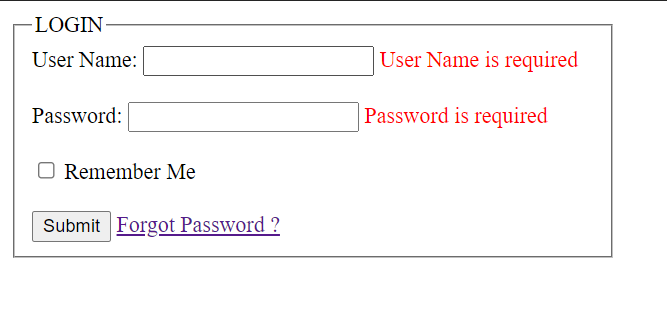 LOGIN
User Name: User Name is required
Password: Password is required
Remember Me
Submit Forgot Password ?